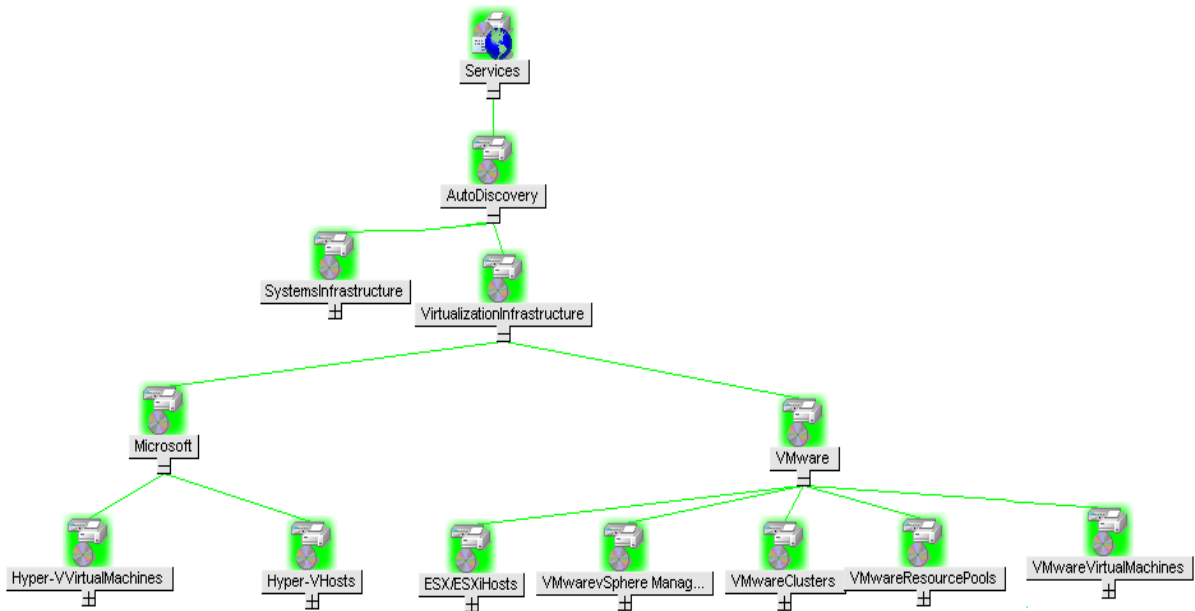 Services
AutoDiscovery
SystemsInfrastructure
VirtualizationInfrastructure
Microsoft
VMware
Hyper-VVirtualMachines
Hyper-VHosts
ESX/ESXiHosts
VMwarevSphere Manag...
VMwareClusters
VMwareResourcePools
VMwareVirtualMachines